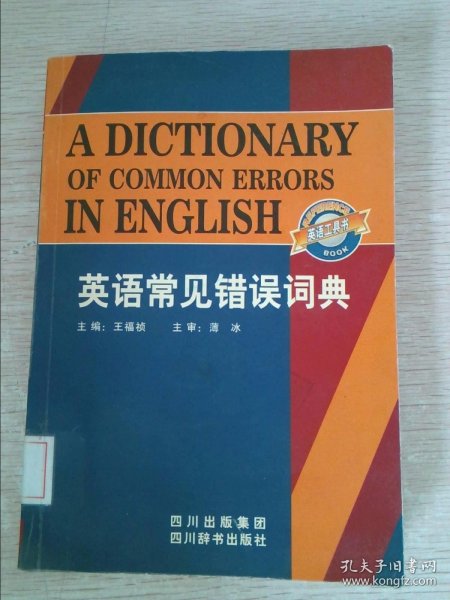 A DICTIONARY
OF COMMON ERRORS
IN ENGLISH
REFERENCE
英语工具书
BOOK
英语常见错误词典
主编：王福祯 主审：薄 冰
四川出版集团
四川辞书出版社
孔夫子旧书网
www.kongfz.com